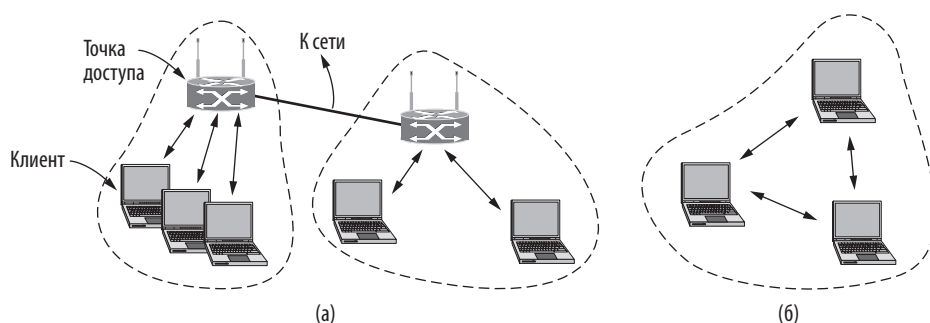 Точка
доступа
К сети
Клиент
(а)
(б)